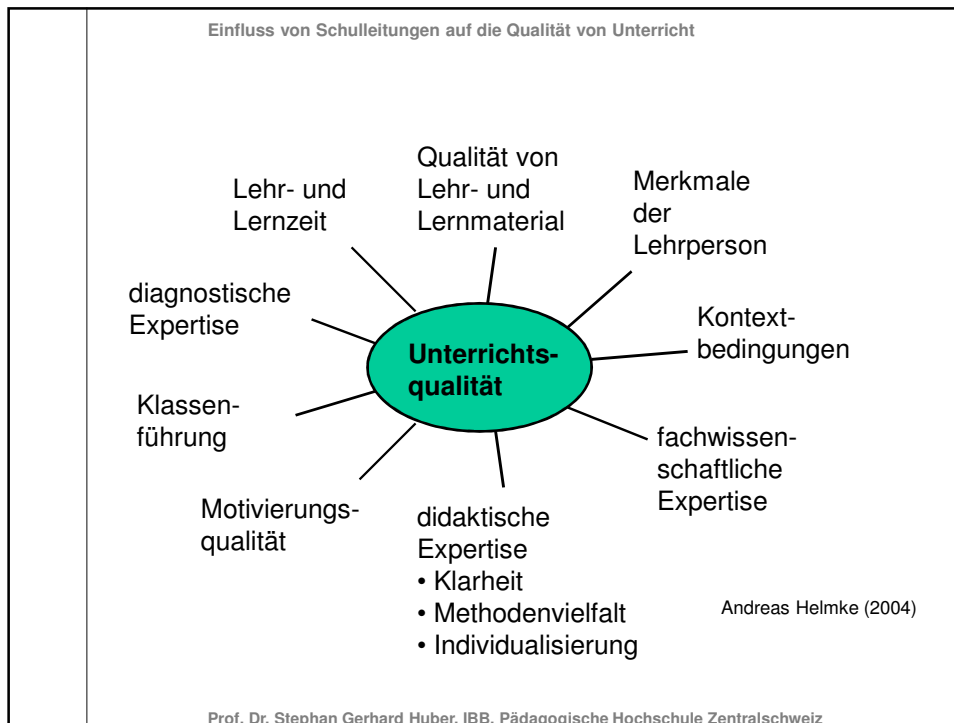 Einfluss von Schulleitungen auf die Qualität von Unterricht
Qualität von
Lehr- und
Lernmaterial
Lehr- und
Lernzeit
Merkmale
der
Lehrperson
diagnostische
Expertise
Kontext-
bedingungen
Unterrichts-
qualität
Klassen-
führung
fachwissen-
schaftliche
Expertise
Motivierungs-
qualität
didaktische
Expertise
• Klarheit
• Methodenvielfalt
• Individualisierung
Andreas Helmke (2004)
Prof. Dr. Stephan Gerhard Huber, IBB, Pädagogische Hochschule Zentralschweiz